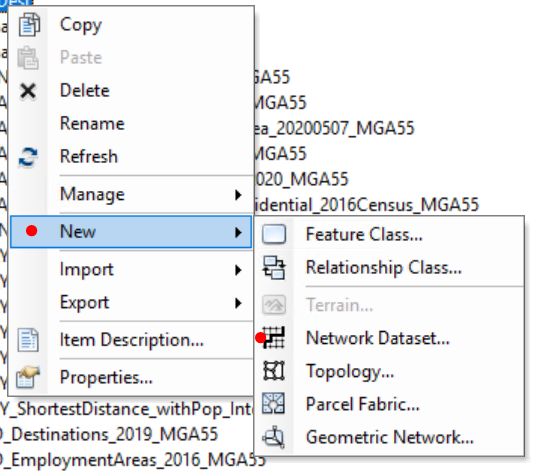 Copy
Paste
Delete
Rename
Refresh
Manage
New
Import
Export
Item Description...
Properties...
Feature Class...
Relationship Class...
Terrain...
Network Dataset...
Topology...
Parcel Fabric...
Geometric Network...
GA55
MGA55
ea_20200507_MGA55
MGA55
020_MGA55
idential_2016Census_MGA55
Y_ShortestDistance_withPop_Int
D_Destinations_2019_MGA55
D_EmploymentAreas_2016_MGA55